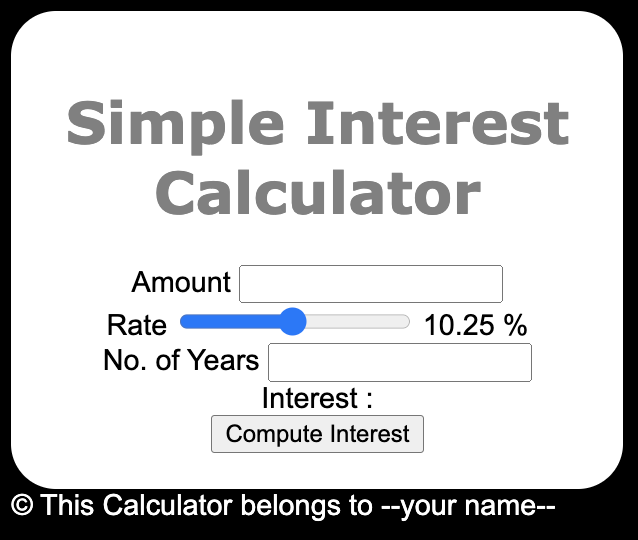 Simple Interest
Calculator
Amount
Rate 10.25 %
No. of Years
Interest :
Compute Interest
© This Calculator belongs to --your name--